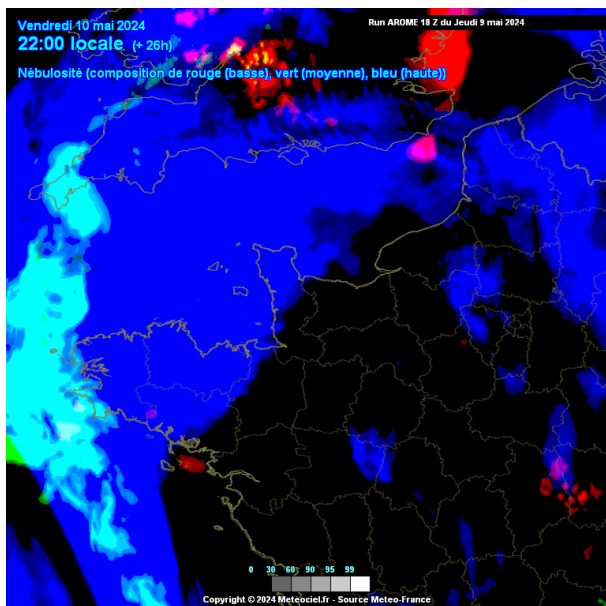 Vendredi 10 mai 2024
Run AROME 18 Z du Jeudi 9 mai 2024
22:00 locale (+ 26h)
Nébulosité (composition de rouge (basse), vert (moyenne), bleu (haute))
0 30 60 90 95 99
Copyright © 2024 Meteociel.fr - Source Meteo-France